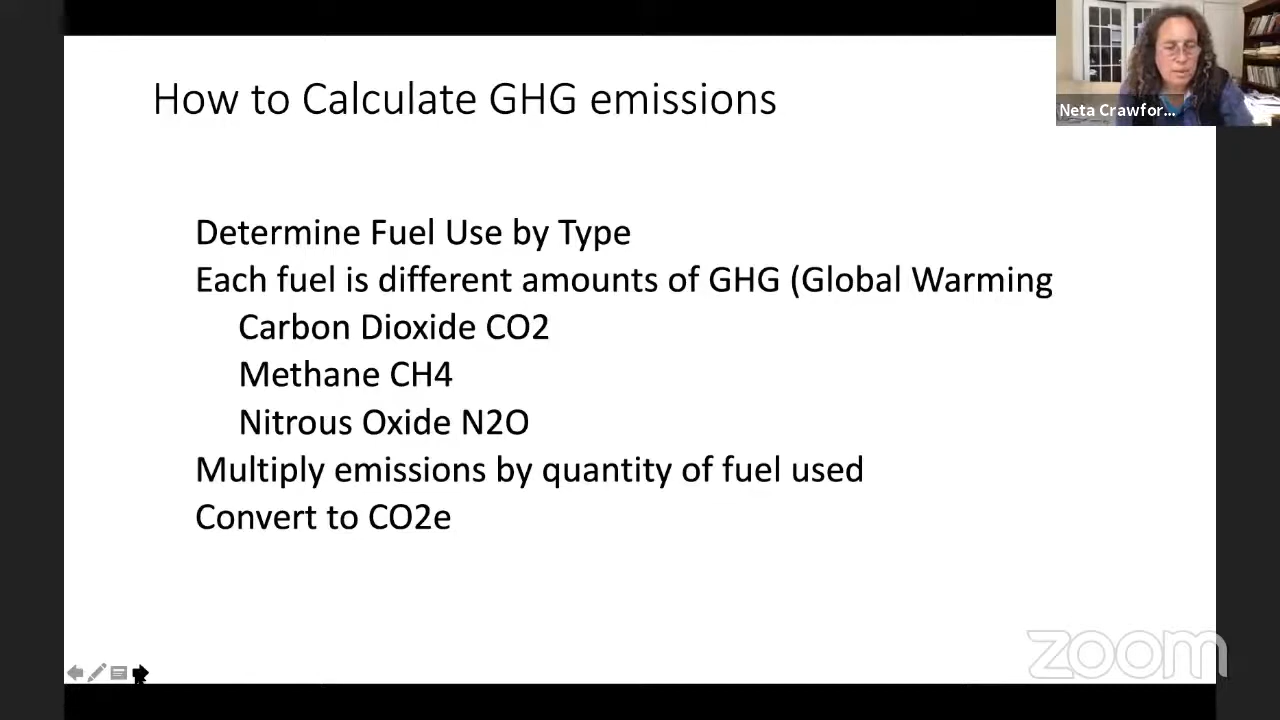 How to Calculate GHG emissions
Neta Crawfor...
Determine Fuel Use by Type
Each fuel is different amounts of GHG (Global Warming
Carbon Dioxide CO2
Methane CH4
Nitrous Oxide N2O
Multiply emissions by quantity of fuel used
Convert to CO2e
zoom